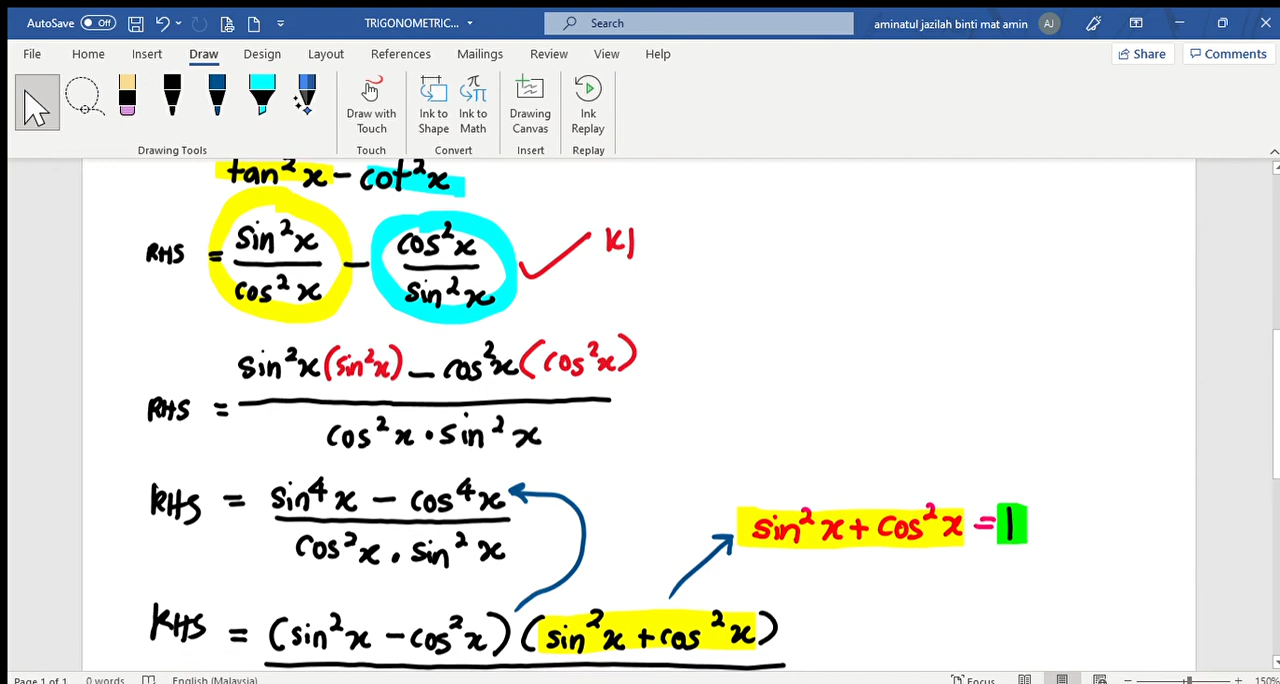 AutoSave Off TRIGONOMETRIC... Search aminatul jazilah binti mat amin AJ
File Home Insert Draw Design Layout References Mailings Review View Help Share Comments
Draw with Touch Ink to Shape Ink to Math Drawing Canvas Ink Replay
Drawing Tools Touch Convert Insert Replay
tan²x - cot²x
RHS = sin²x / cos²x - cos²x / sin²x ✓ K1
RHS = sin²x(sin²x) - cos²x(cos²x) / cos²x · sin²x
RHS = sin⁴x - cos⁴x / cos²x · sin²x
sin²x + cos²x = 1
RHS = (sin²x - cos²x)(sin²x + cos²x)
Page 1 of 1 0 words English (Malaysia) Focus 150%